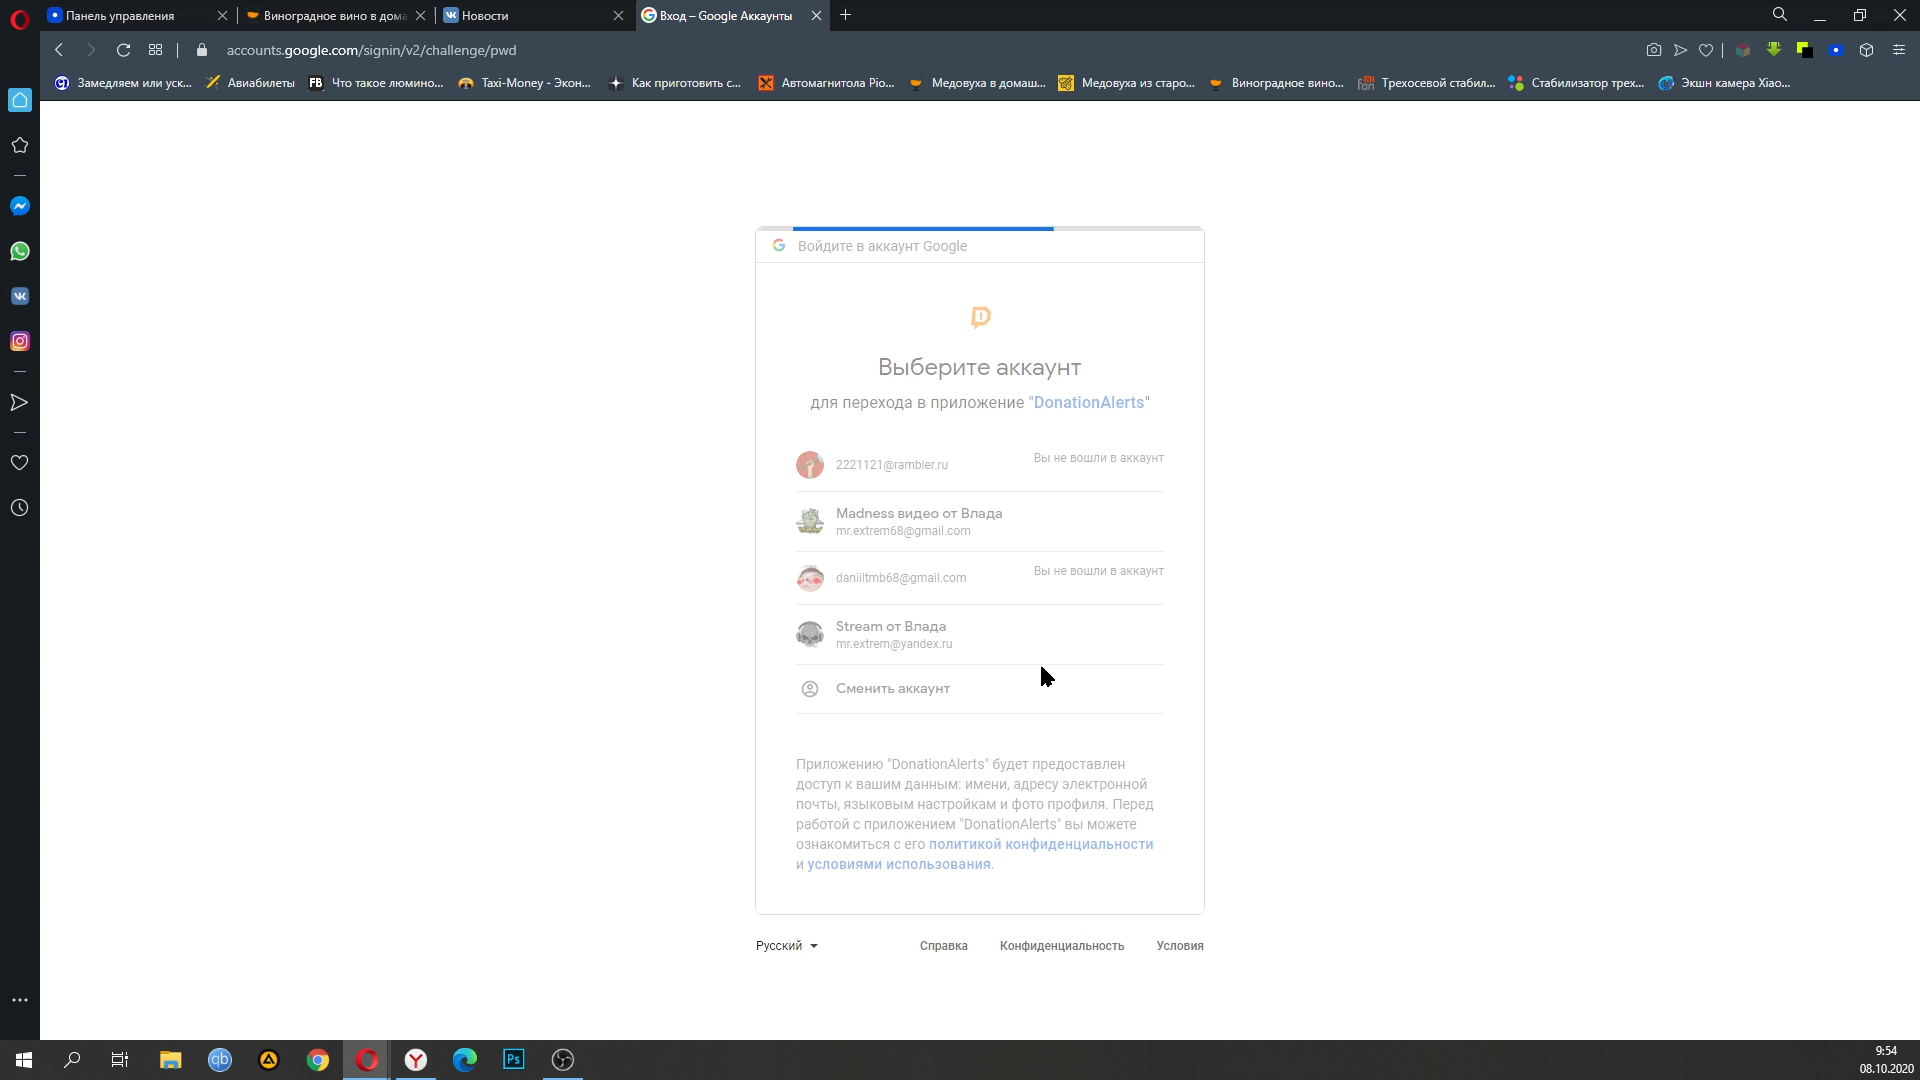 Панель управления
Виноградное вино в дома
Новости
Вход – Google Аккаунты
accounts.google.com/signin/v2/challenge/pwd
Замедляем или уск...
Авиабилеты
FB Что такое люмино...
Taxi-Money - Экон...
Как приготовить с...
Автомагнитола Pio...
Медовуха в домаш...
Медовуха из старо...
Виноградное вино...
Трехосевой стабил...
Стабилизатор трех...
Экшн камера Xiao...
Войдите в аккаунт Google
Выберите аккаунт
для перехода в приложение "DonationAlerts"
2221121@rambler.ru
Вы не вошли в аккаунт
Madness видео от Влада
mr.extrem68@gmail.com
daniiltmb68@gmail.com
Вы не вошли в аккаунт
Stream от Влада
mr.extrem@yandex.ru
Сменить аккаунт
Приложению "DonationAlerts" будет предоставлен
доступ к вашим данным: имени, адресу электронной
почты, языковым настройкам и фото профиля. Перед
работой с приложением "DonationAlerts" вы можете
ознакомиться с его политикой конфиденциальности
и условиями использования.
Русский
Справка
Конфиденциальность
Условия
qb
Ps
9:54
08.10.2020